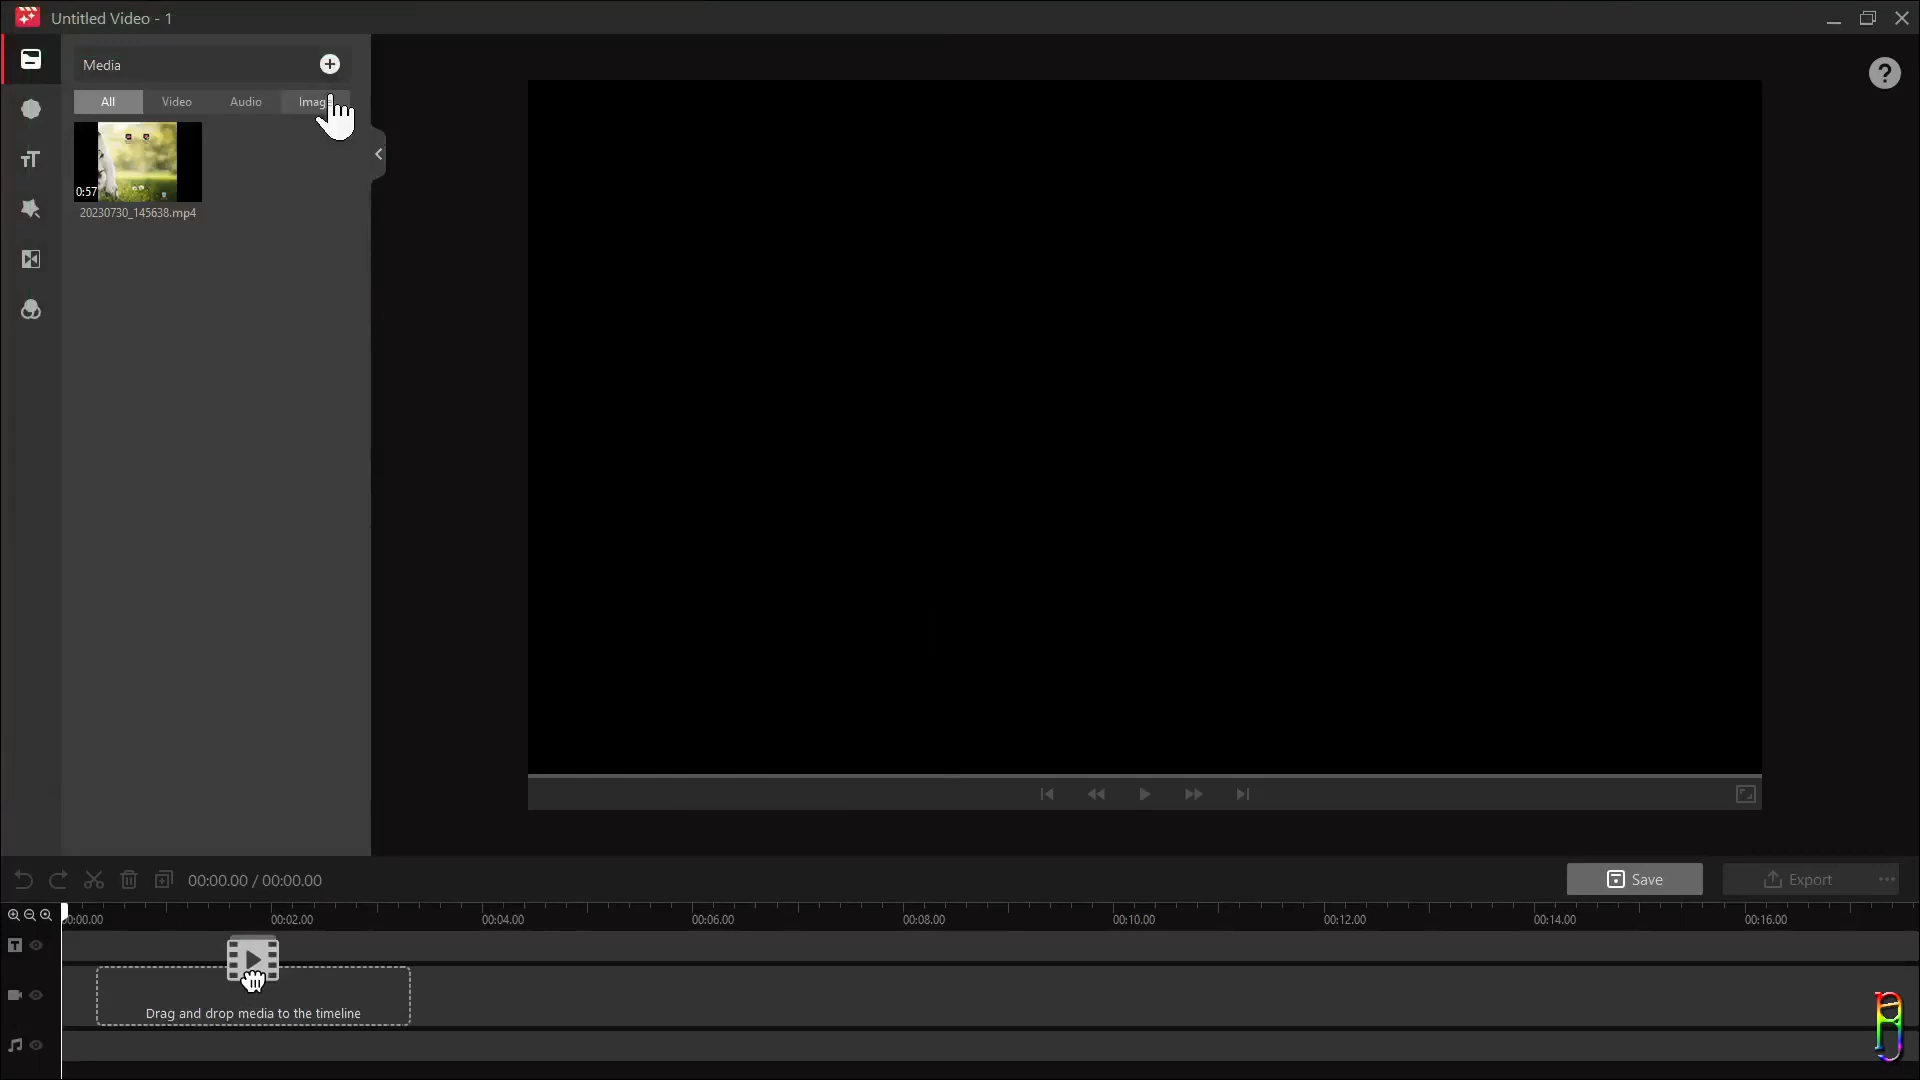 Untitled Video - 1
Media
All Video Audio
0:57
20230730_145638.mp4
00:00.00 / 00:00.00
Save
Export
00:02.00 00:04.00 00:06.00 00:08.00 00:10.00 00:12.00 00:14.00 00:16.00
Drag and drop media to the timeline